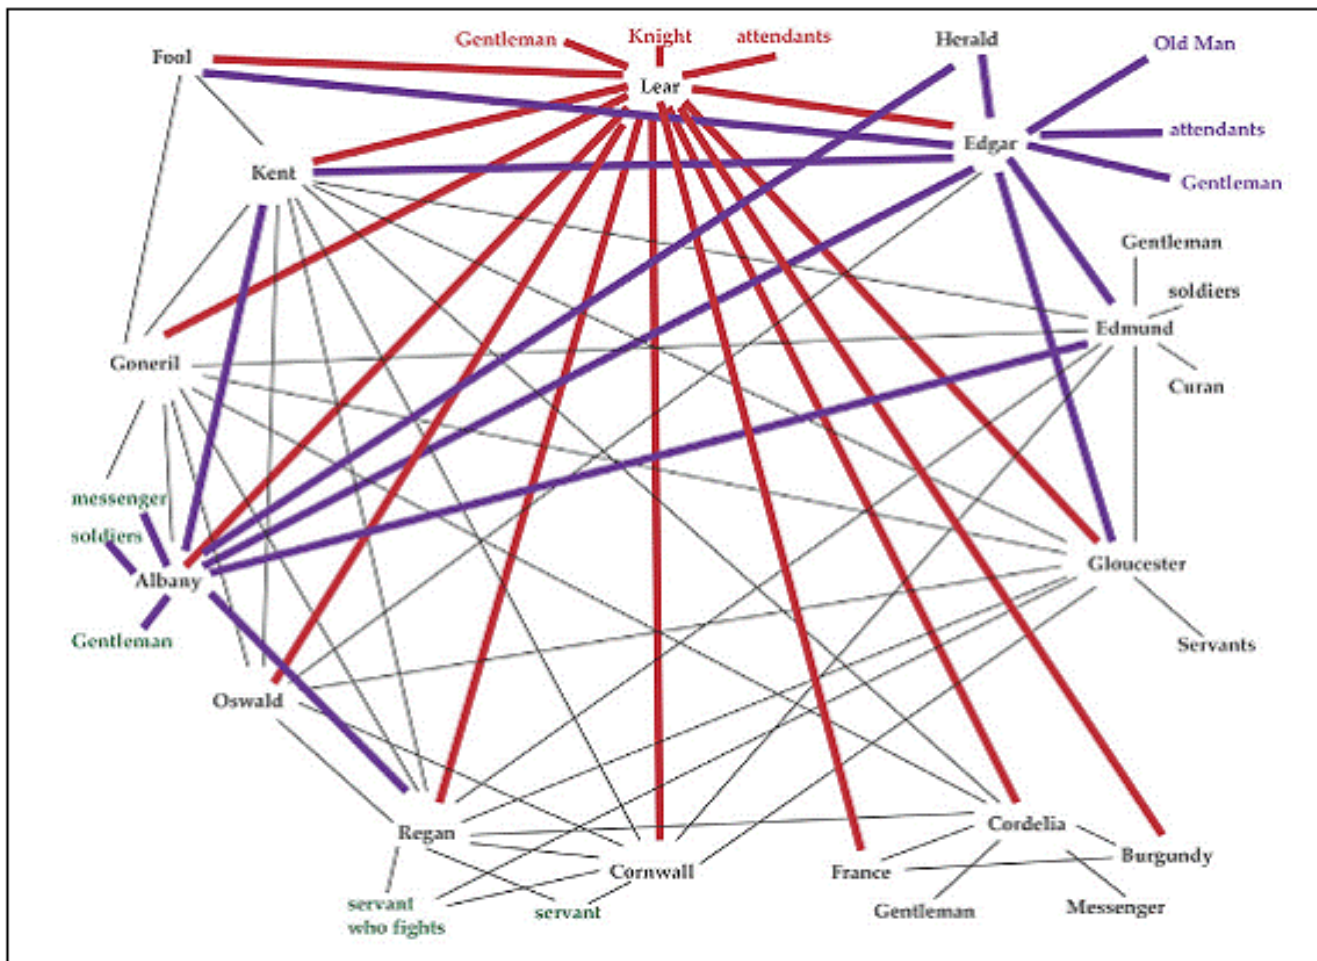 Gentleman
Knight
attendants
Herald
Old Man
Fool
Lear
attendants
Edgar
Kent
Gentleman
Gentleman
soldiers
Edmund
Goneril
Curan
messenger
soldiers
Albany
Gloucester
Gentleman
Servants
Oswald
Regan
Cordelia
Cornwall
France
Burgundy
servant
who fights
servant
Gentleman
Messenger